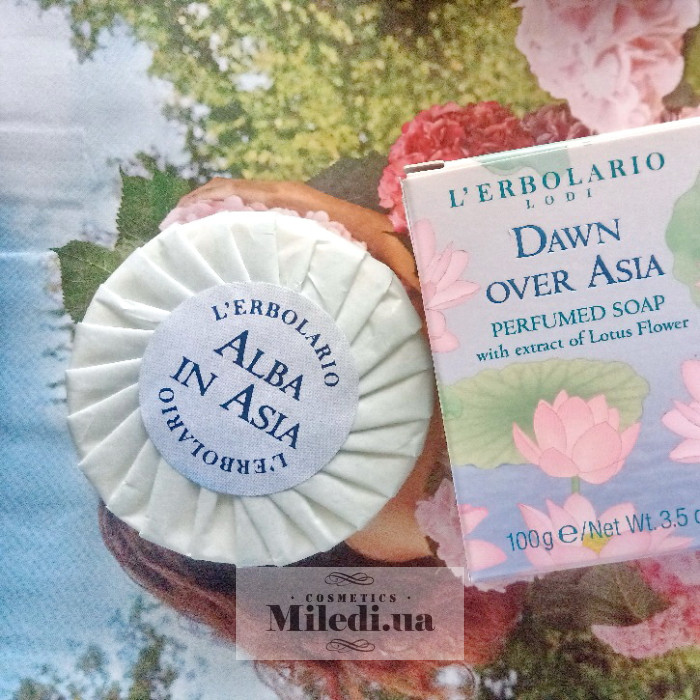 L'ERBOLARIO
ALBA
IN ASIA
L'ERBOLARIO
L'ERBOLARIO
LODI
DAWN
OVER ASIA
PERFUMED SOAP
with extract of Lotus Flower
100g e/Net Wt. 3.5
· COSMETICS ·
Miledi.ua